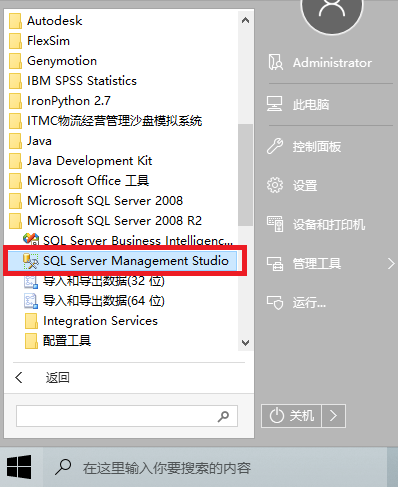 Autodesk
FlexSim
Genymotion
IBM SPSS Statistics
IronPython 2.7
ITMC物流经营管理沙盘模拟系统
Java
Java Development Kit
Microsoft Office 工具
Microsoft SQL Server 2008
Microsoft SQL Server 2008 R2
SQL Server Business Intelligenc...
SQL Server Management Studio
导入和导出数据(32 位)
导入和导出数据(64 位)
Integration Services
配置工具
返回
Administrator
此电脑
控制面板
设置
设备和打印机
管理工具
运行...
关机
在这里输入你要搜索的内容